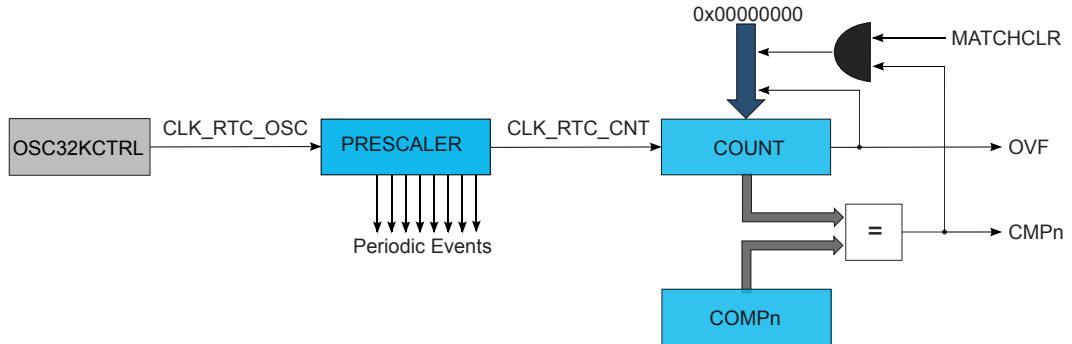 0x00000000
MATCHCLR
CLK_RTC_OSC
CLK_RTC_CNT
OSC32KCTRL
PRESCALER
COUNT
OVF
Periodic Events
=
CMPn
COMPn